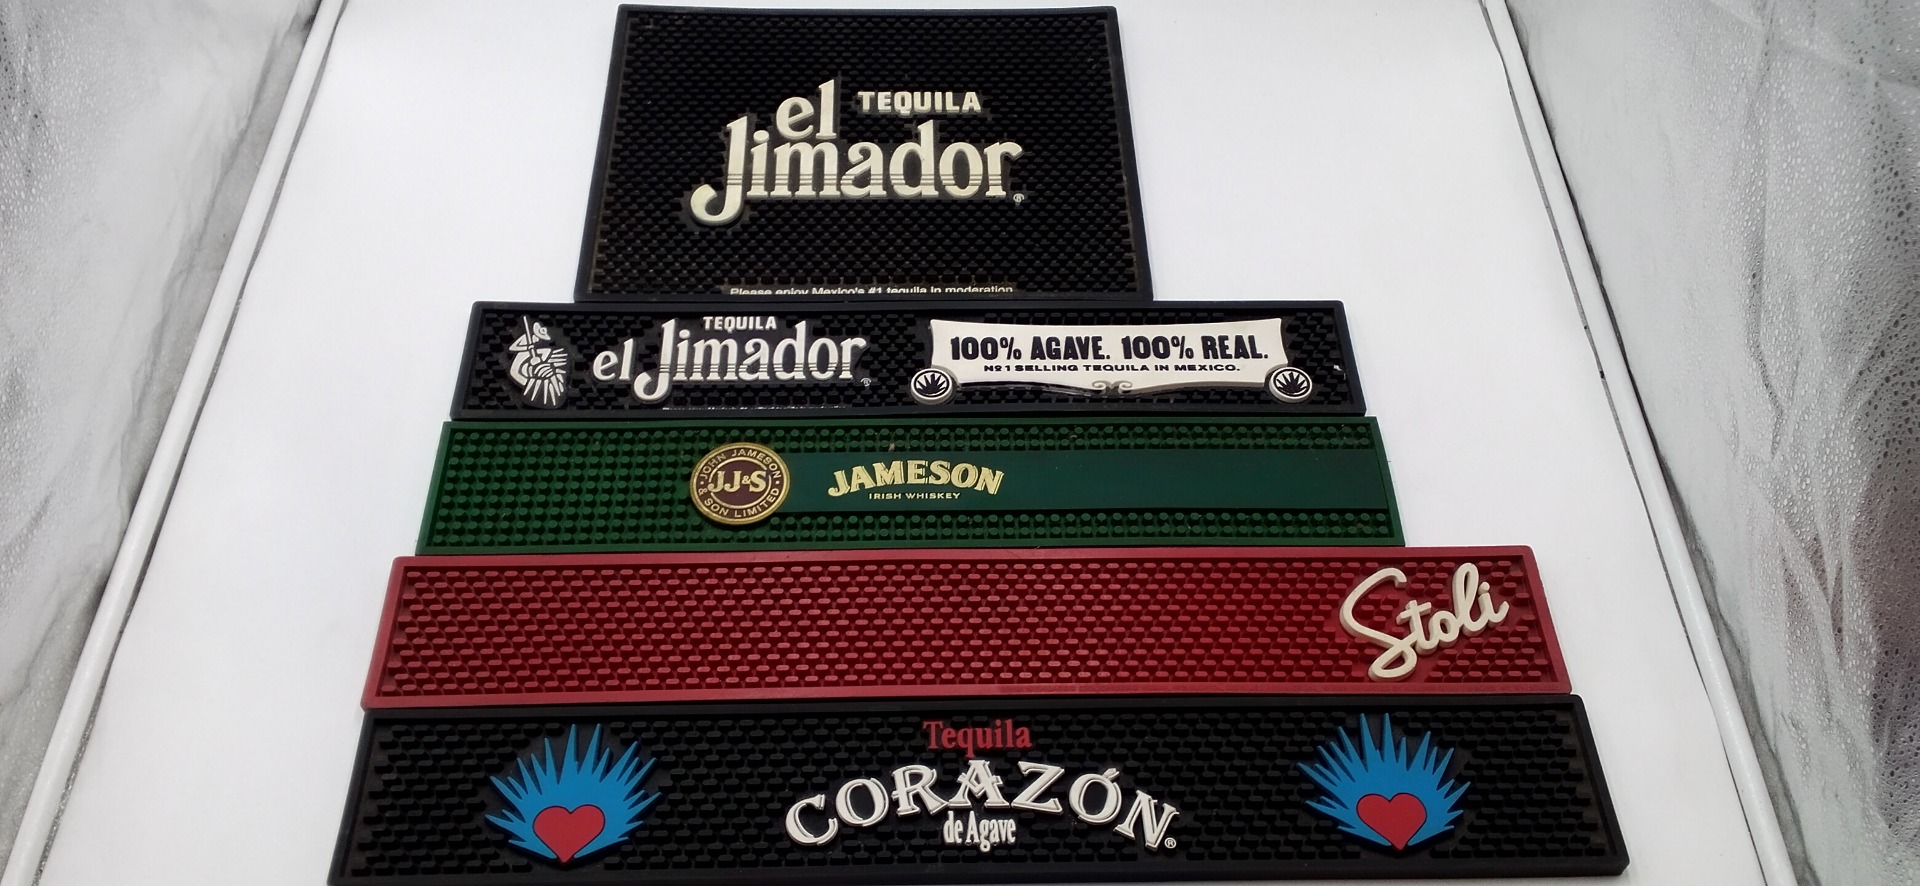 el TEQUILA
Jimador®
Please enjoy Mexico's #1 tequila in moderation
TEQUILA
el Jimador®
100% AGAVE. 100% REAL.
Nº1 SELLING TEQUILA IN MEXICO.
JOHN JAMESON
JJ&S
& SON LIMITED
JAMESON
IRISH WHISKEY
Stoli
Tequila
CORAZÓN®
de Agave